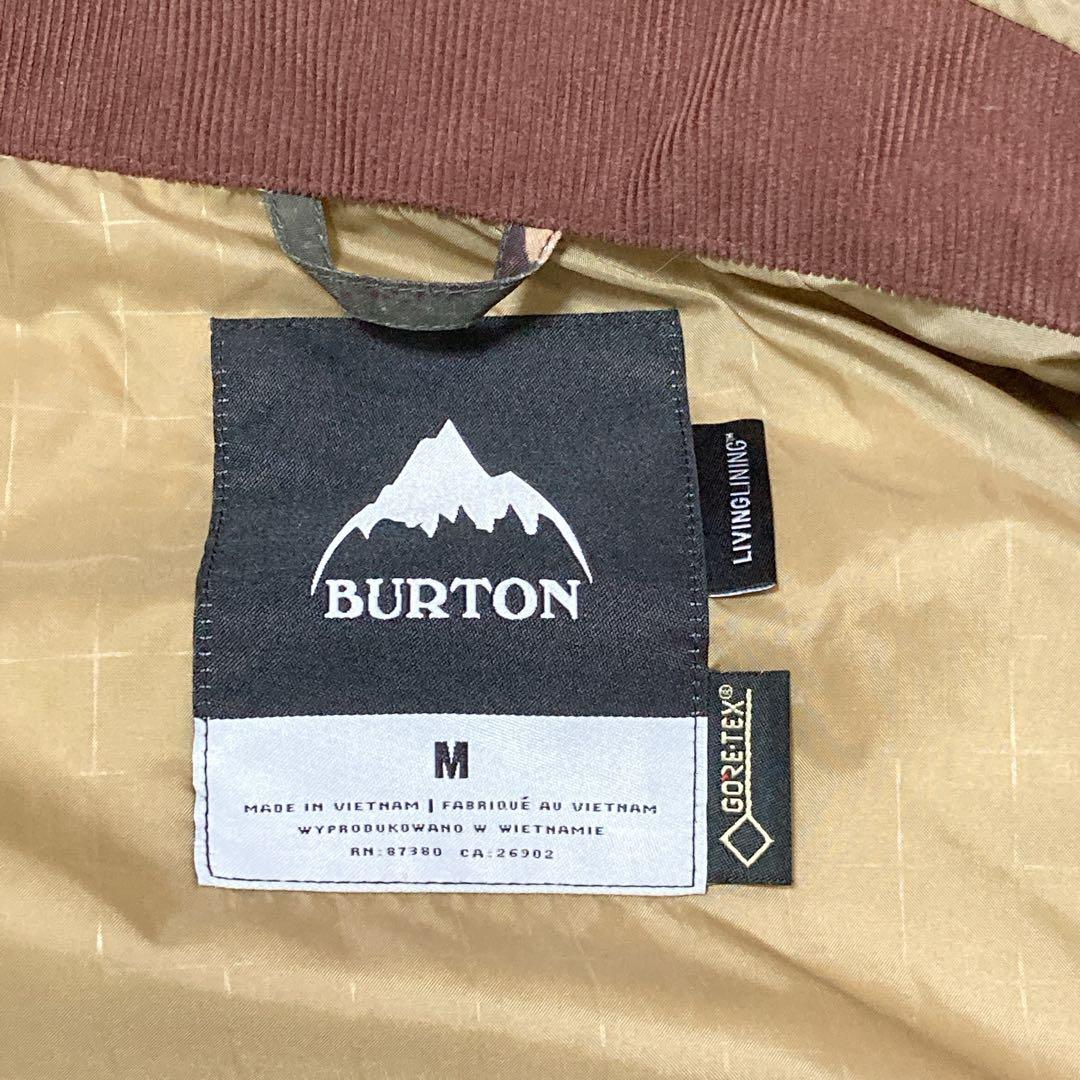 BURTON
M
MADE IN VIETNAM | FABRIQUÉ AU VIETNAM
WYPRODUKOWANO W WIETNAMIE
RN:87380 CA:26902
LIVINGLINING™
GORE-TEX®